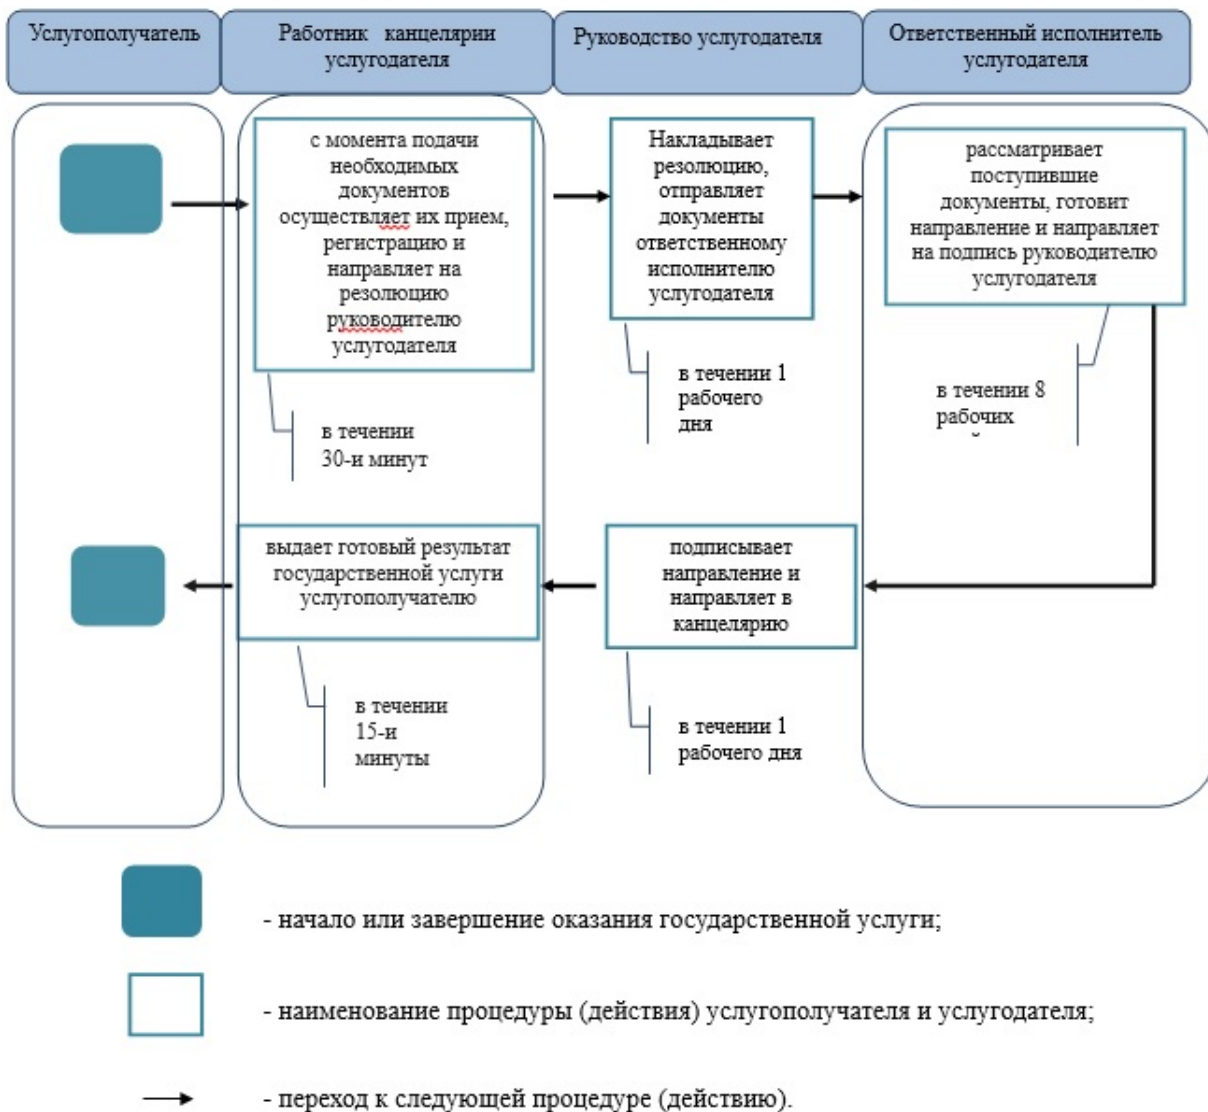 Услугополучатель
Работник канцелярии
услугодателя
Руководство услугодателя
Ответственный исполнитель
услугодателя
с момента подачи
необходимых
документов
осуществляет их прием,
регистрацию и
направляет на
резолюцию
руководителю
услугодателя
в течении
30-и минут
Накладывает
резолюцию,
отправляет
документы
ответственному
исполнителю
услугодателя
в течении 1
рабочего
дня
рассматривает
поступившие
документы, готовит
направление и направляет
на подпись руководителю
услугодателя
в течении 8
рабочих
выдает готовый результат
государственной услуги
услугополучателю
в течении
15-и
минуты
подписывает
направление и
направляет в
канцелярию
в течении 1
рабочего дня
- начало или завершение оказания государственной услуги;
- наименование процедуры (действия) услугополучателя и услугодателя;
- переход к следующей процедуре (действию).